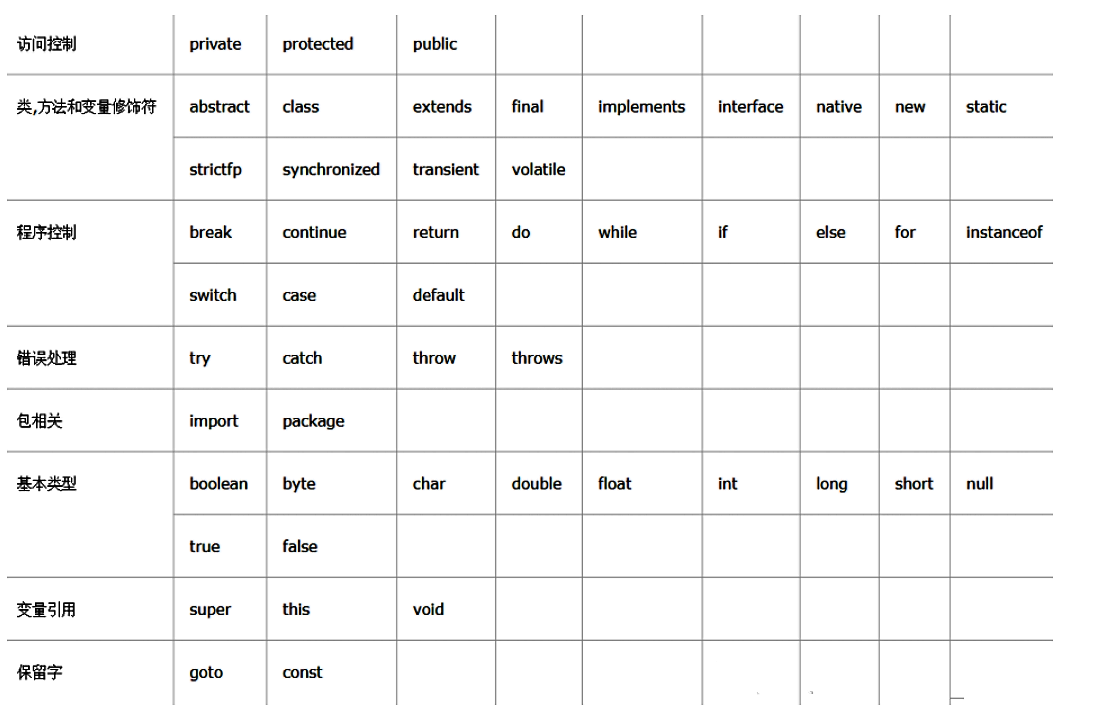 访问控制 private protected public
类,方法和变量修饰符 abstract class extends final implements interface native new static
strictfp synchronized transient volatile
程序控制 break continue return do while if else for instanceof
switch case default
错误处理 try catch throw throws
包相关 import package
基本类型 boolean byte char double float int long short null
true false
变量引用 super this void
保留字 goto const